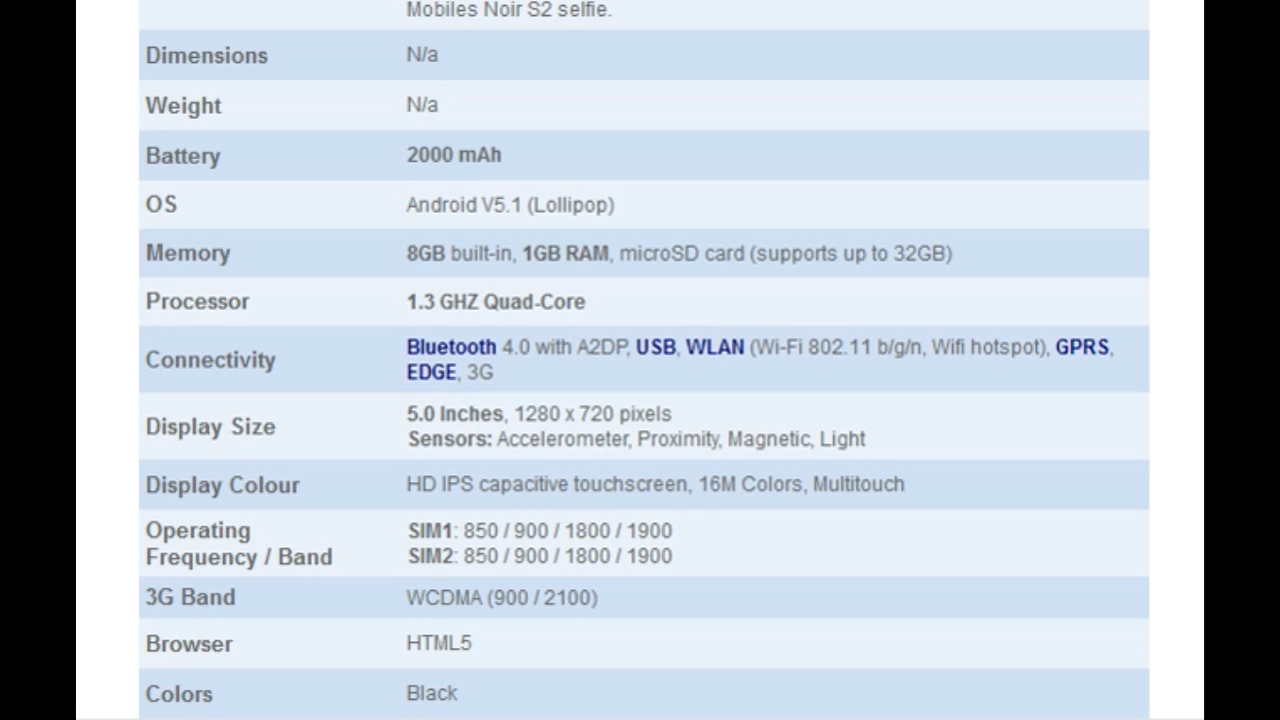 Mobiles Noir S2 selfie.
Dimensions N/a
Weight N/a
Battery 2000 mAh
OS Android V5.1 (Lollipop)
Memory 8GB built-in, 1GB RAM, microSD card (supports up to 32GB)
Processor 1.3 GHZ Quad-Core
Connectivity Bluetooth 4.0 with A2DP, USB, WLAN (Wi-Fi 802.11 b/g/n, Wifi hotspot), GPRS,
EDGE, 3G
Display Size 5.0 Inches, 1280 x 720 pixels
Sensors: Accelerometer, Proximity, Magnetic, Light
Display Colour HD IPS capacitive touchscreen, 16M Colors, Multitouch
Operating SIM1: 850 / 900 / 1800 / 1900
Frequency / Band SIM2: 850 / 900 / 1800 / 1900
3G Band WCDMA (900 / 2100)
Browser HTML5
Colors Black